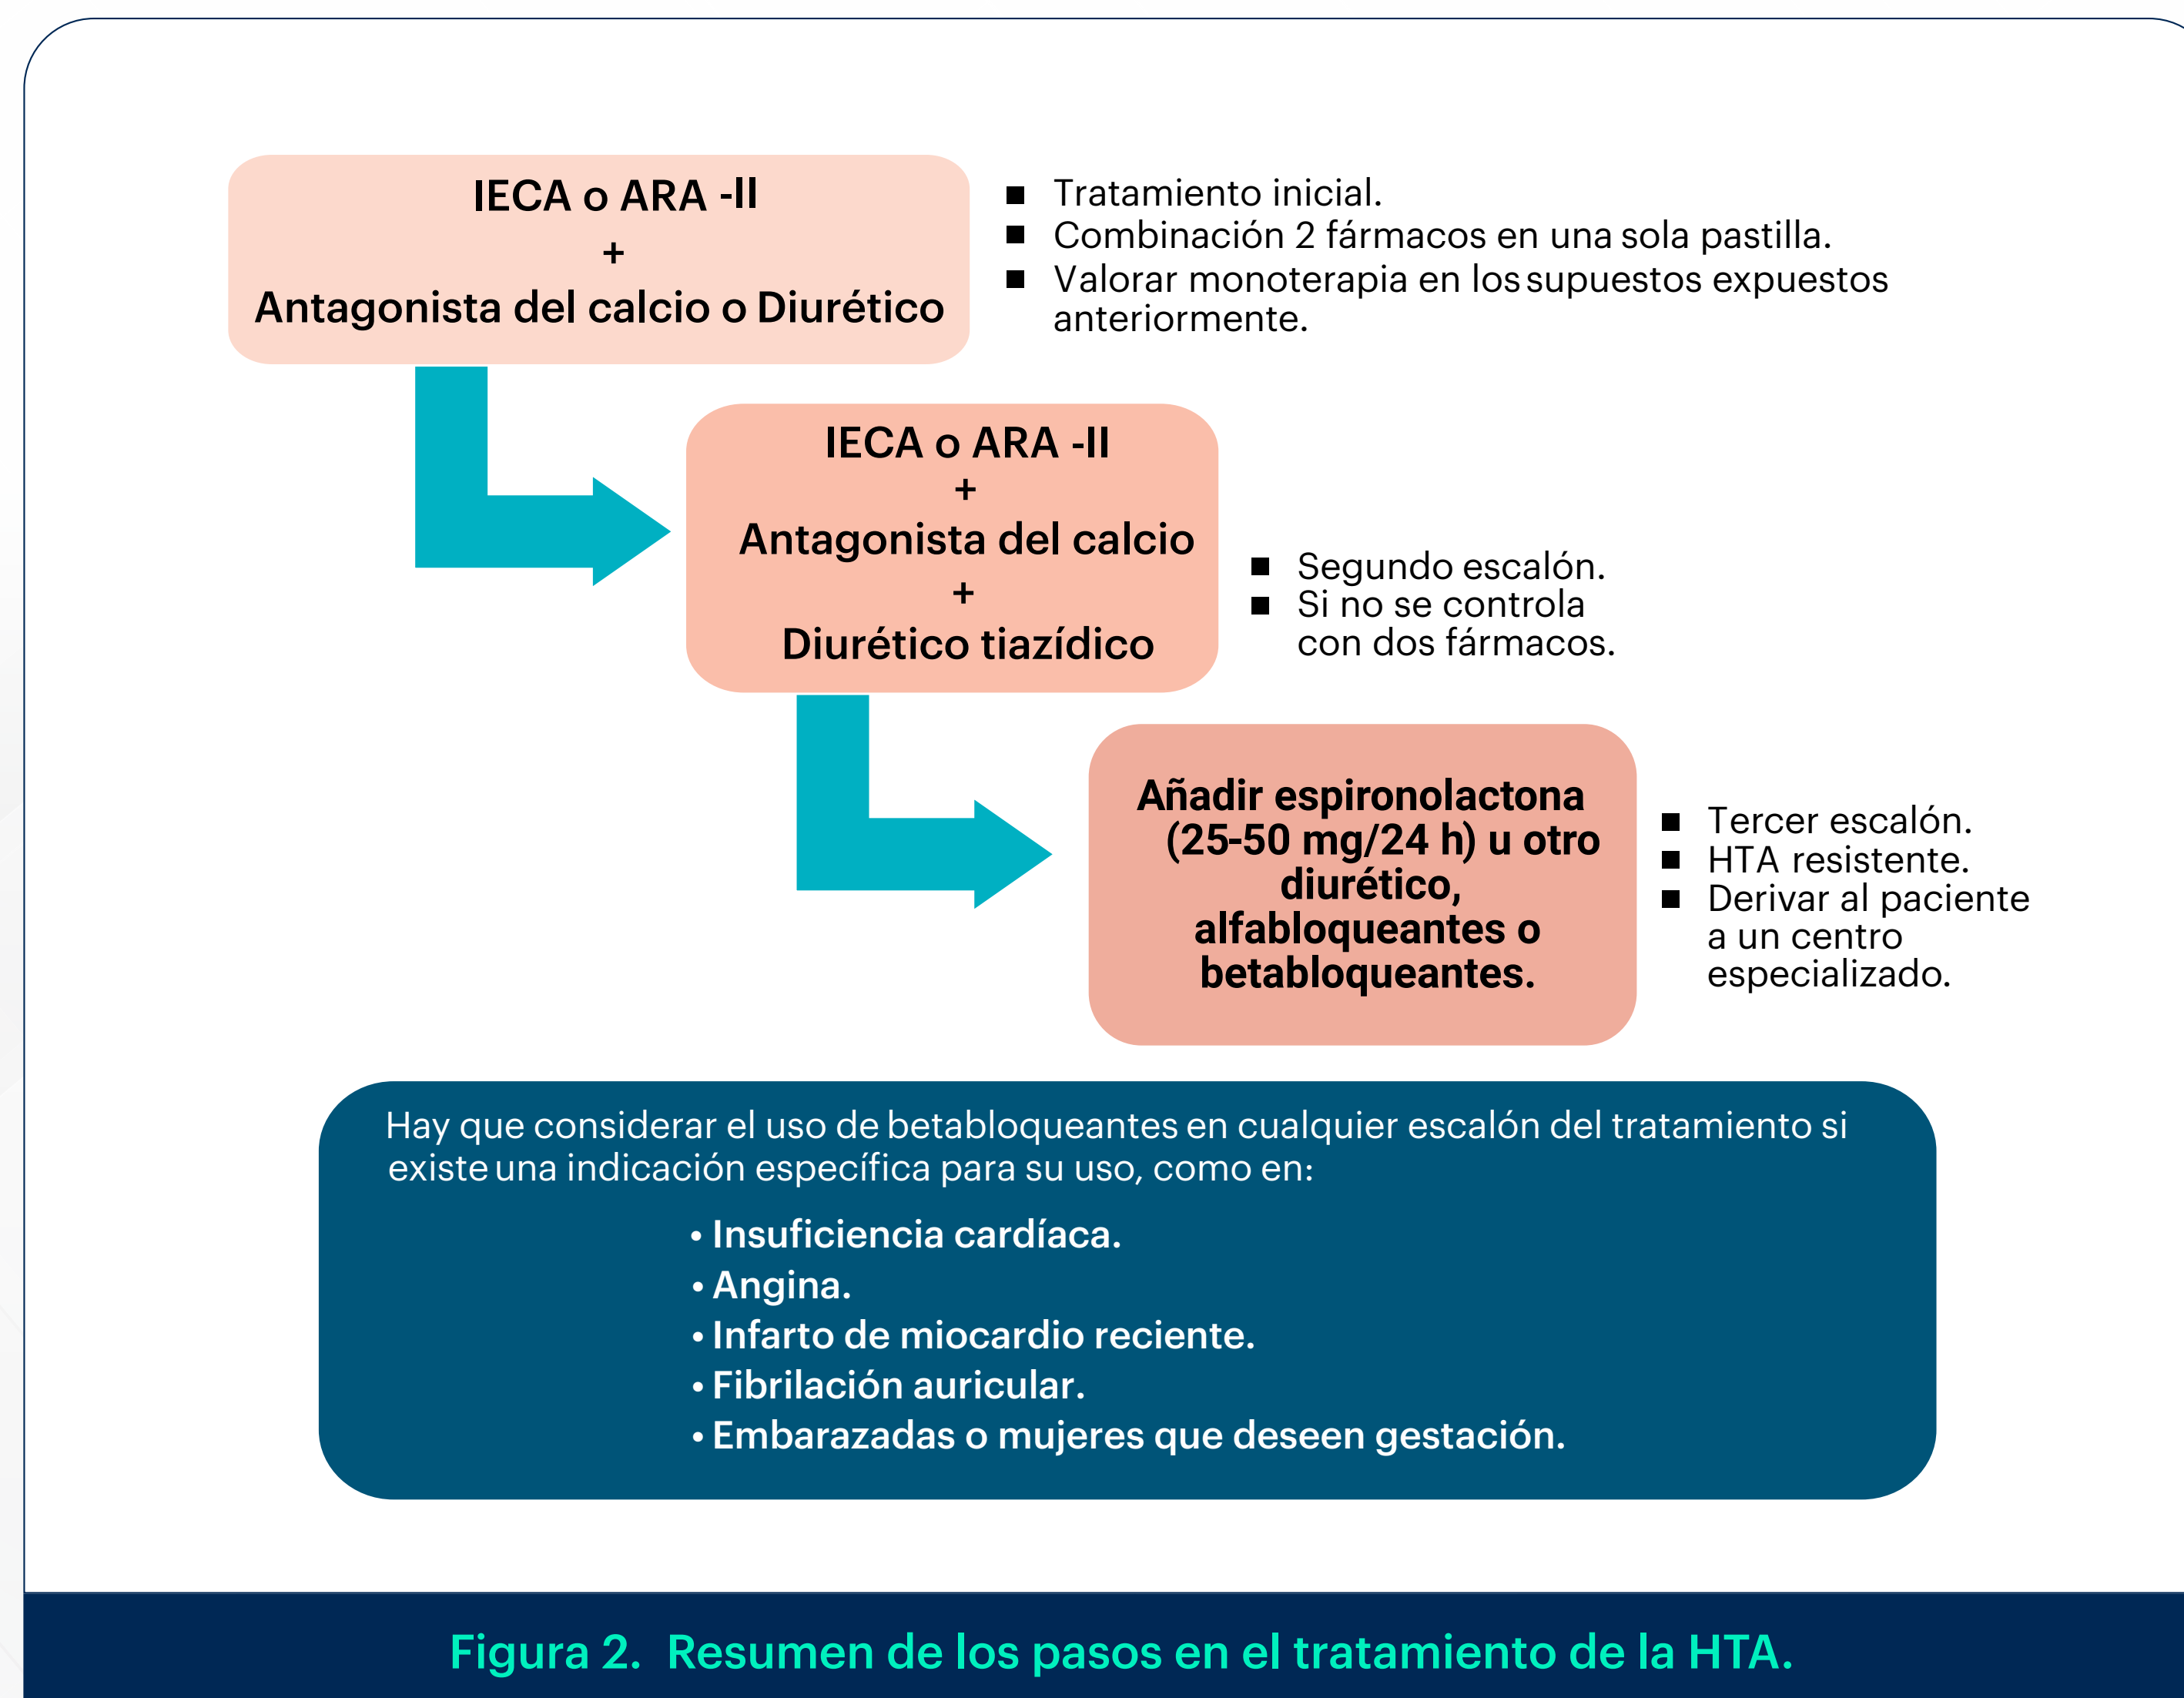 IECA o ARA -II
+
Antagonista del calcio o Diurético
■ Tratamiento inicial.
■ Combinación 2 fármacos en una sola pastilla.
■ Valorar monoterapia en los supuestos expuestos
anteriormente.
IECA o ARA -II
+
Antagonista del calcio
+
Diurético tiazídico
■ Segundo escalón.
■ Si no se controla
con dos fármacos.
Añadir espironolactona
(25-50 mg/24 h) u otro
diurético,
alfabloqueantes o
betabloqueantes.
■ Tercer escalón.
■ HTA resistente.
■ Derivar al paciente
a un centro
especializado.
Hay que considerar el uso de betabloqueantes en cualquier escalón del tratamiento si
existe una indicación específica para su uso, como en:
• Insuficiencia cardíaca.
• Angina.
• Infarto de miocardio reciente.
• Fibrilación auricular.
• Embarazadas o mujeres que deseen gestación.
Figura 2. Resumen de los pasos en el tratamiento de la HTA.